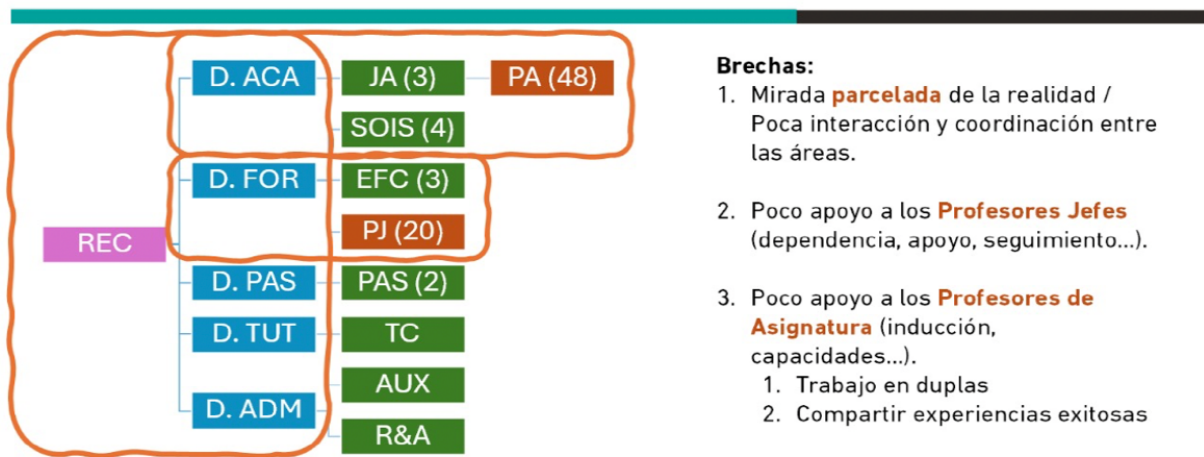 D. ACA
JA (3)
PA (48)
SOIS (4)
D. FOR
EFC (3)
PJ (20)
REC
D. PAS
PAS (2)
D. TUT
TC
AUX
D. ADM
R&A
Brechas:
1. Mirada parcelada de la realidad /
Poca interacción y coordinación entre
las áreas.
2. Poco apoyo a los Profesores Jefes
(dependencia, apoyo, seguimiento...).
3. Poco apoyo a los Profesores de
Asignatura (inducción,
capacidades...).
1. Trabajo en duplas
2. Compartir experiencias exitosas